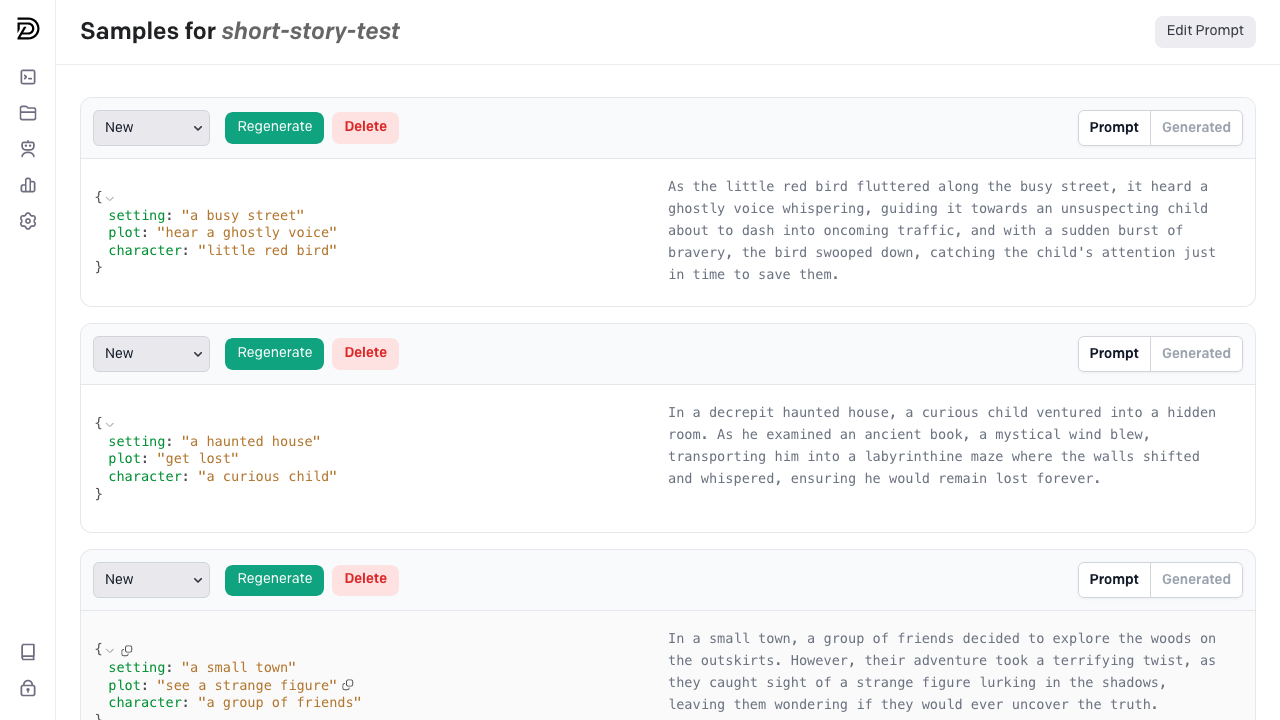 Samples for short-story-test
Edit Prompt
New
Regenerate
Delete
Prompt
Generated
{
setting: "a busy street"
plot: "hear a ghostly voice"
character: "little red bird"
}
As the little red bird fluttered along the busy street, it heard a
ghostly voice whispering, guiding it towards an unsuspecting child
about to dash into oncoming traffic, and with a sudden burst of
bravery, the bird swooped down, catching the child's attention just
in time to save them.
New
Regenerate
Delete
Prompt
Generated
{
setting: "a haunted house"
plot: "get lost"
character: "a curious child"
}
In a decrepit haunted house, a curious child ventured into a hidden
room. As he examined an ancient book, a mystical wind blew,
transporting him into a labyrinthine maze where the walls shifted
and whispered, ensuring he would remain lost forever.
New
Regenerate
Delete
Prompt
Generated
{
setting: "a small town"
plot: "see a strange figure"
character: "a group of friends"
}
In a small town, a group of friends decided to explore the woods on
the outskirts. However, their adventure took a terrifying twist, as
they caught sight of a strange figure lurking in the shadows,
leaving them wondering if they would ever uncover the truth.